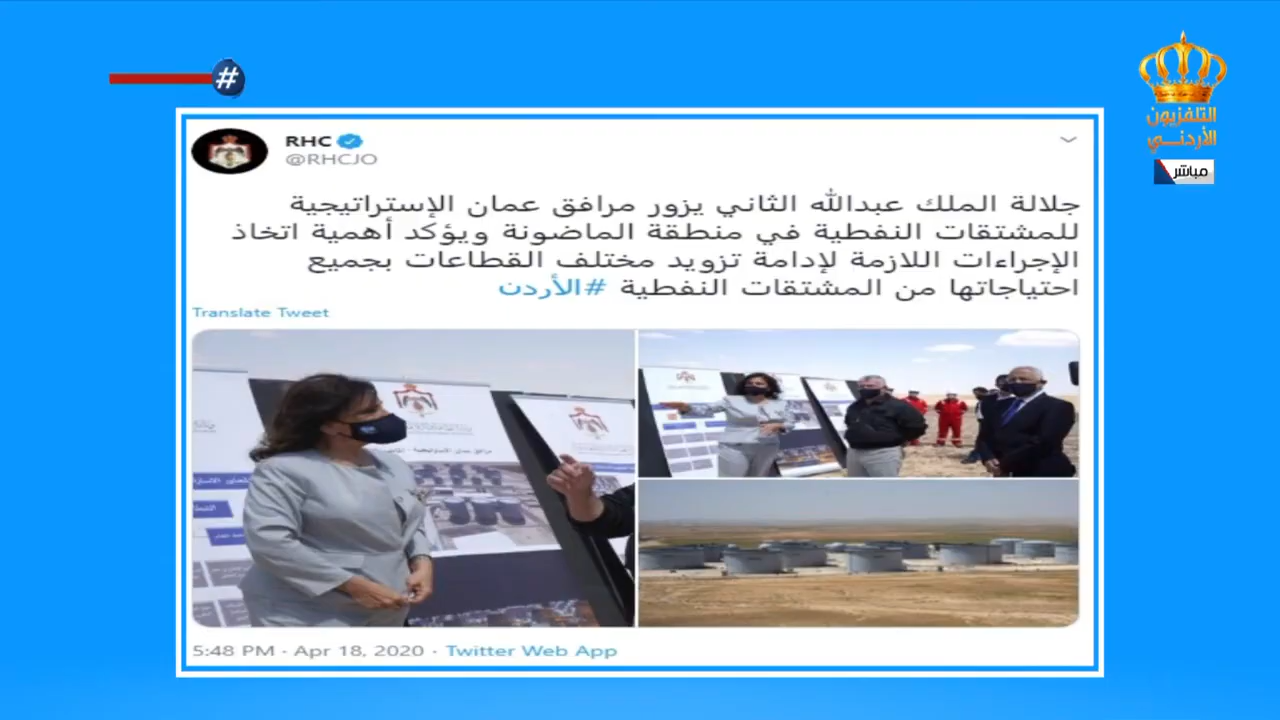 #
التلفزيون
الأردني
مباشر
RHC
@RHCJO
جلالة الملك عبدالله الثاني يزور مرافق عمان الإستراتيجية
للمشتقات النفطية في منطقة الماضونة ويؤكد أهمية اتخاذ
الإجراءات اللازمة لإدامة تزويد مختلف القطاعات بجميع
احتياجاتها من المشتقات النفطية #الأردن
Translate Tweet
5:48 PM · Apr 18, 2020 · Twitter Web App